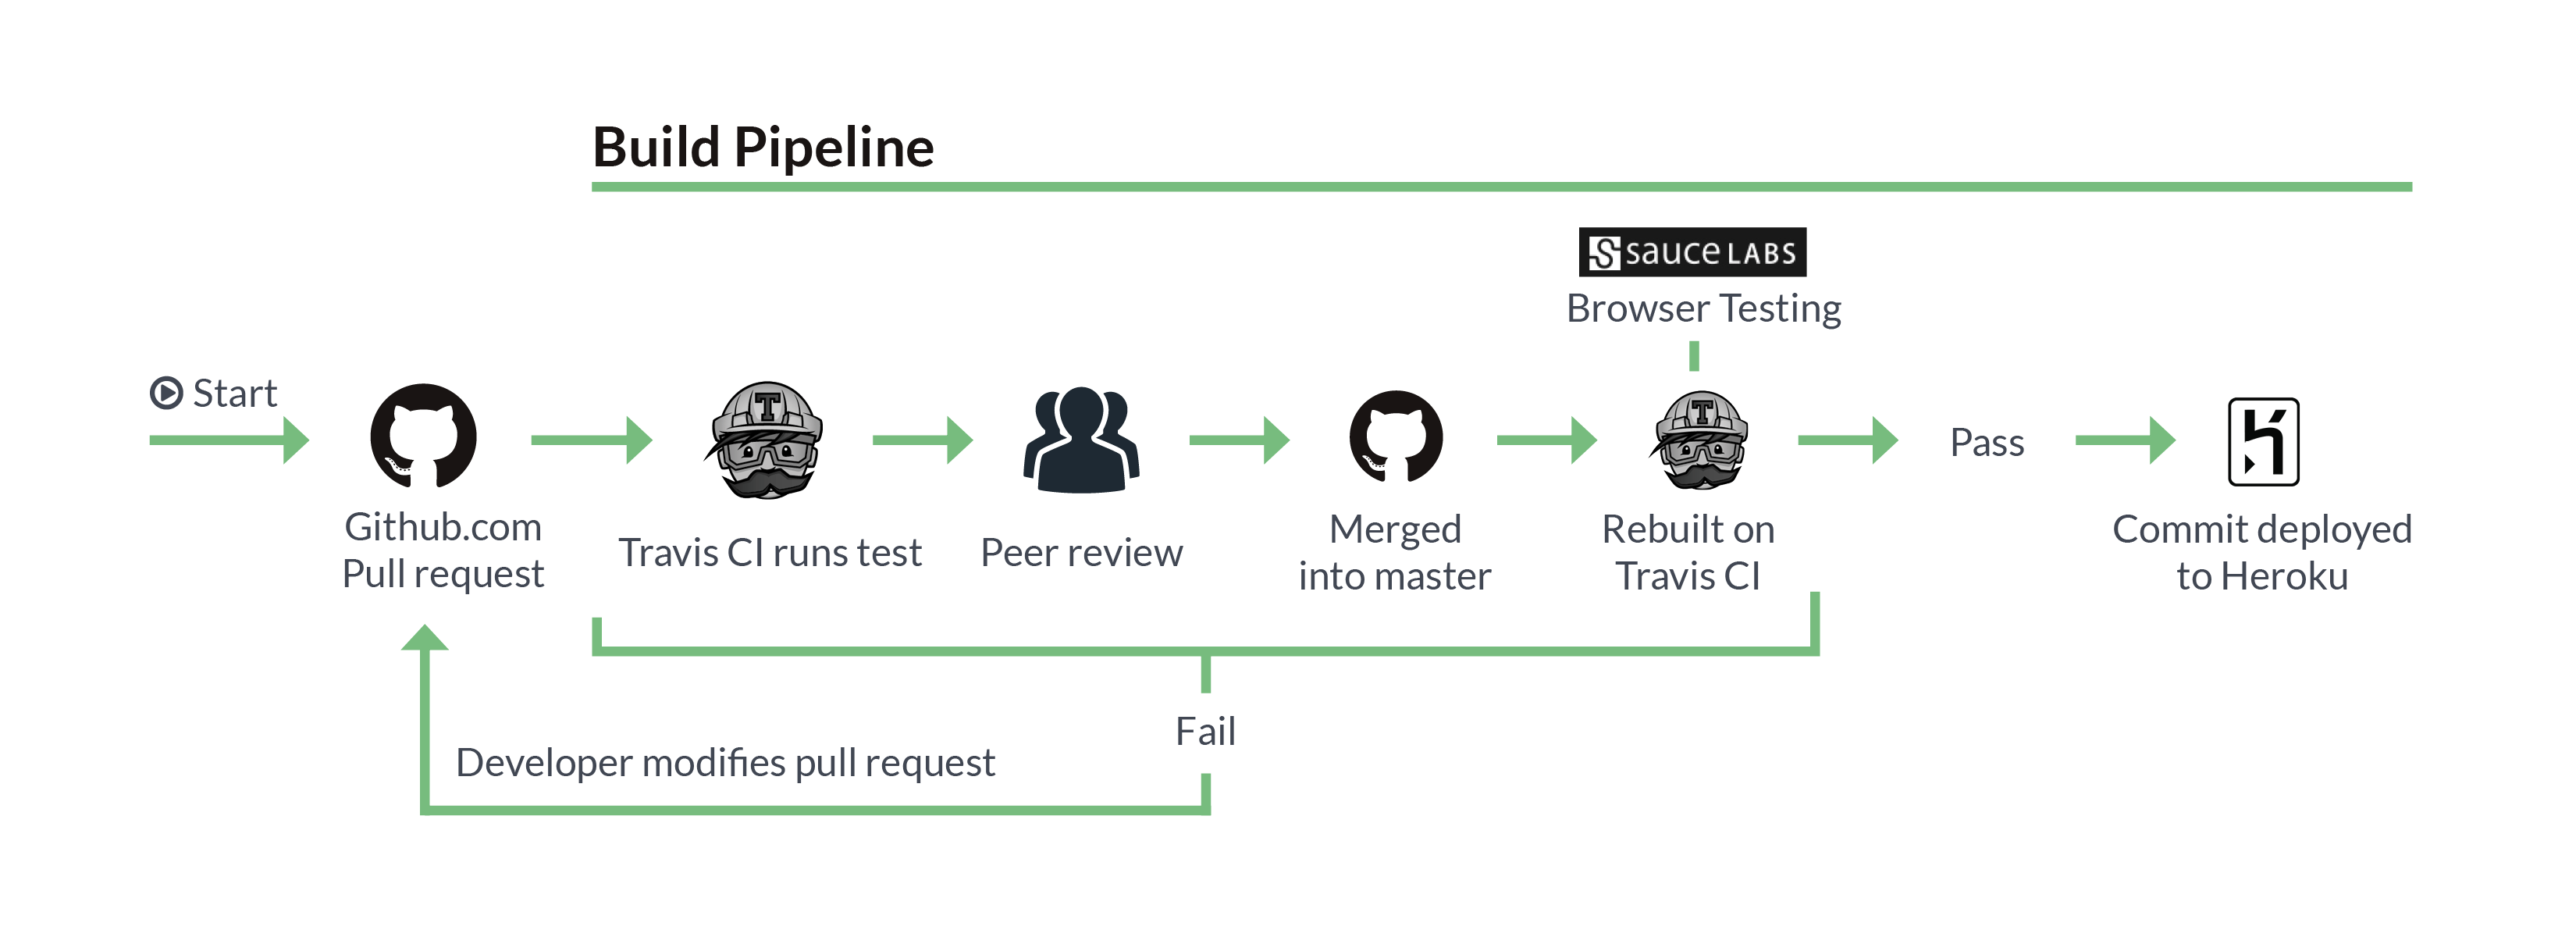 Build Pipeline
sauce LABS
Browser Testing
Start
Github.com
Pull request
T
Travis CI runs test
Peer review
Merged
into master
T
Rebuilt on
Travis CI
Pass
Commit deployed
to Heroku
Fail
Developer modifies pull request